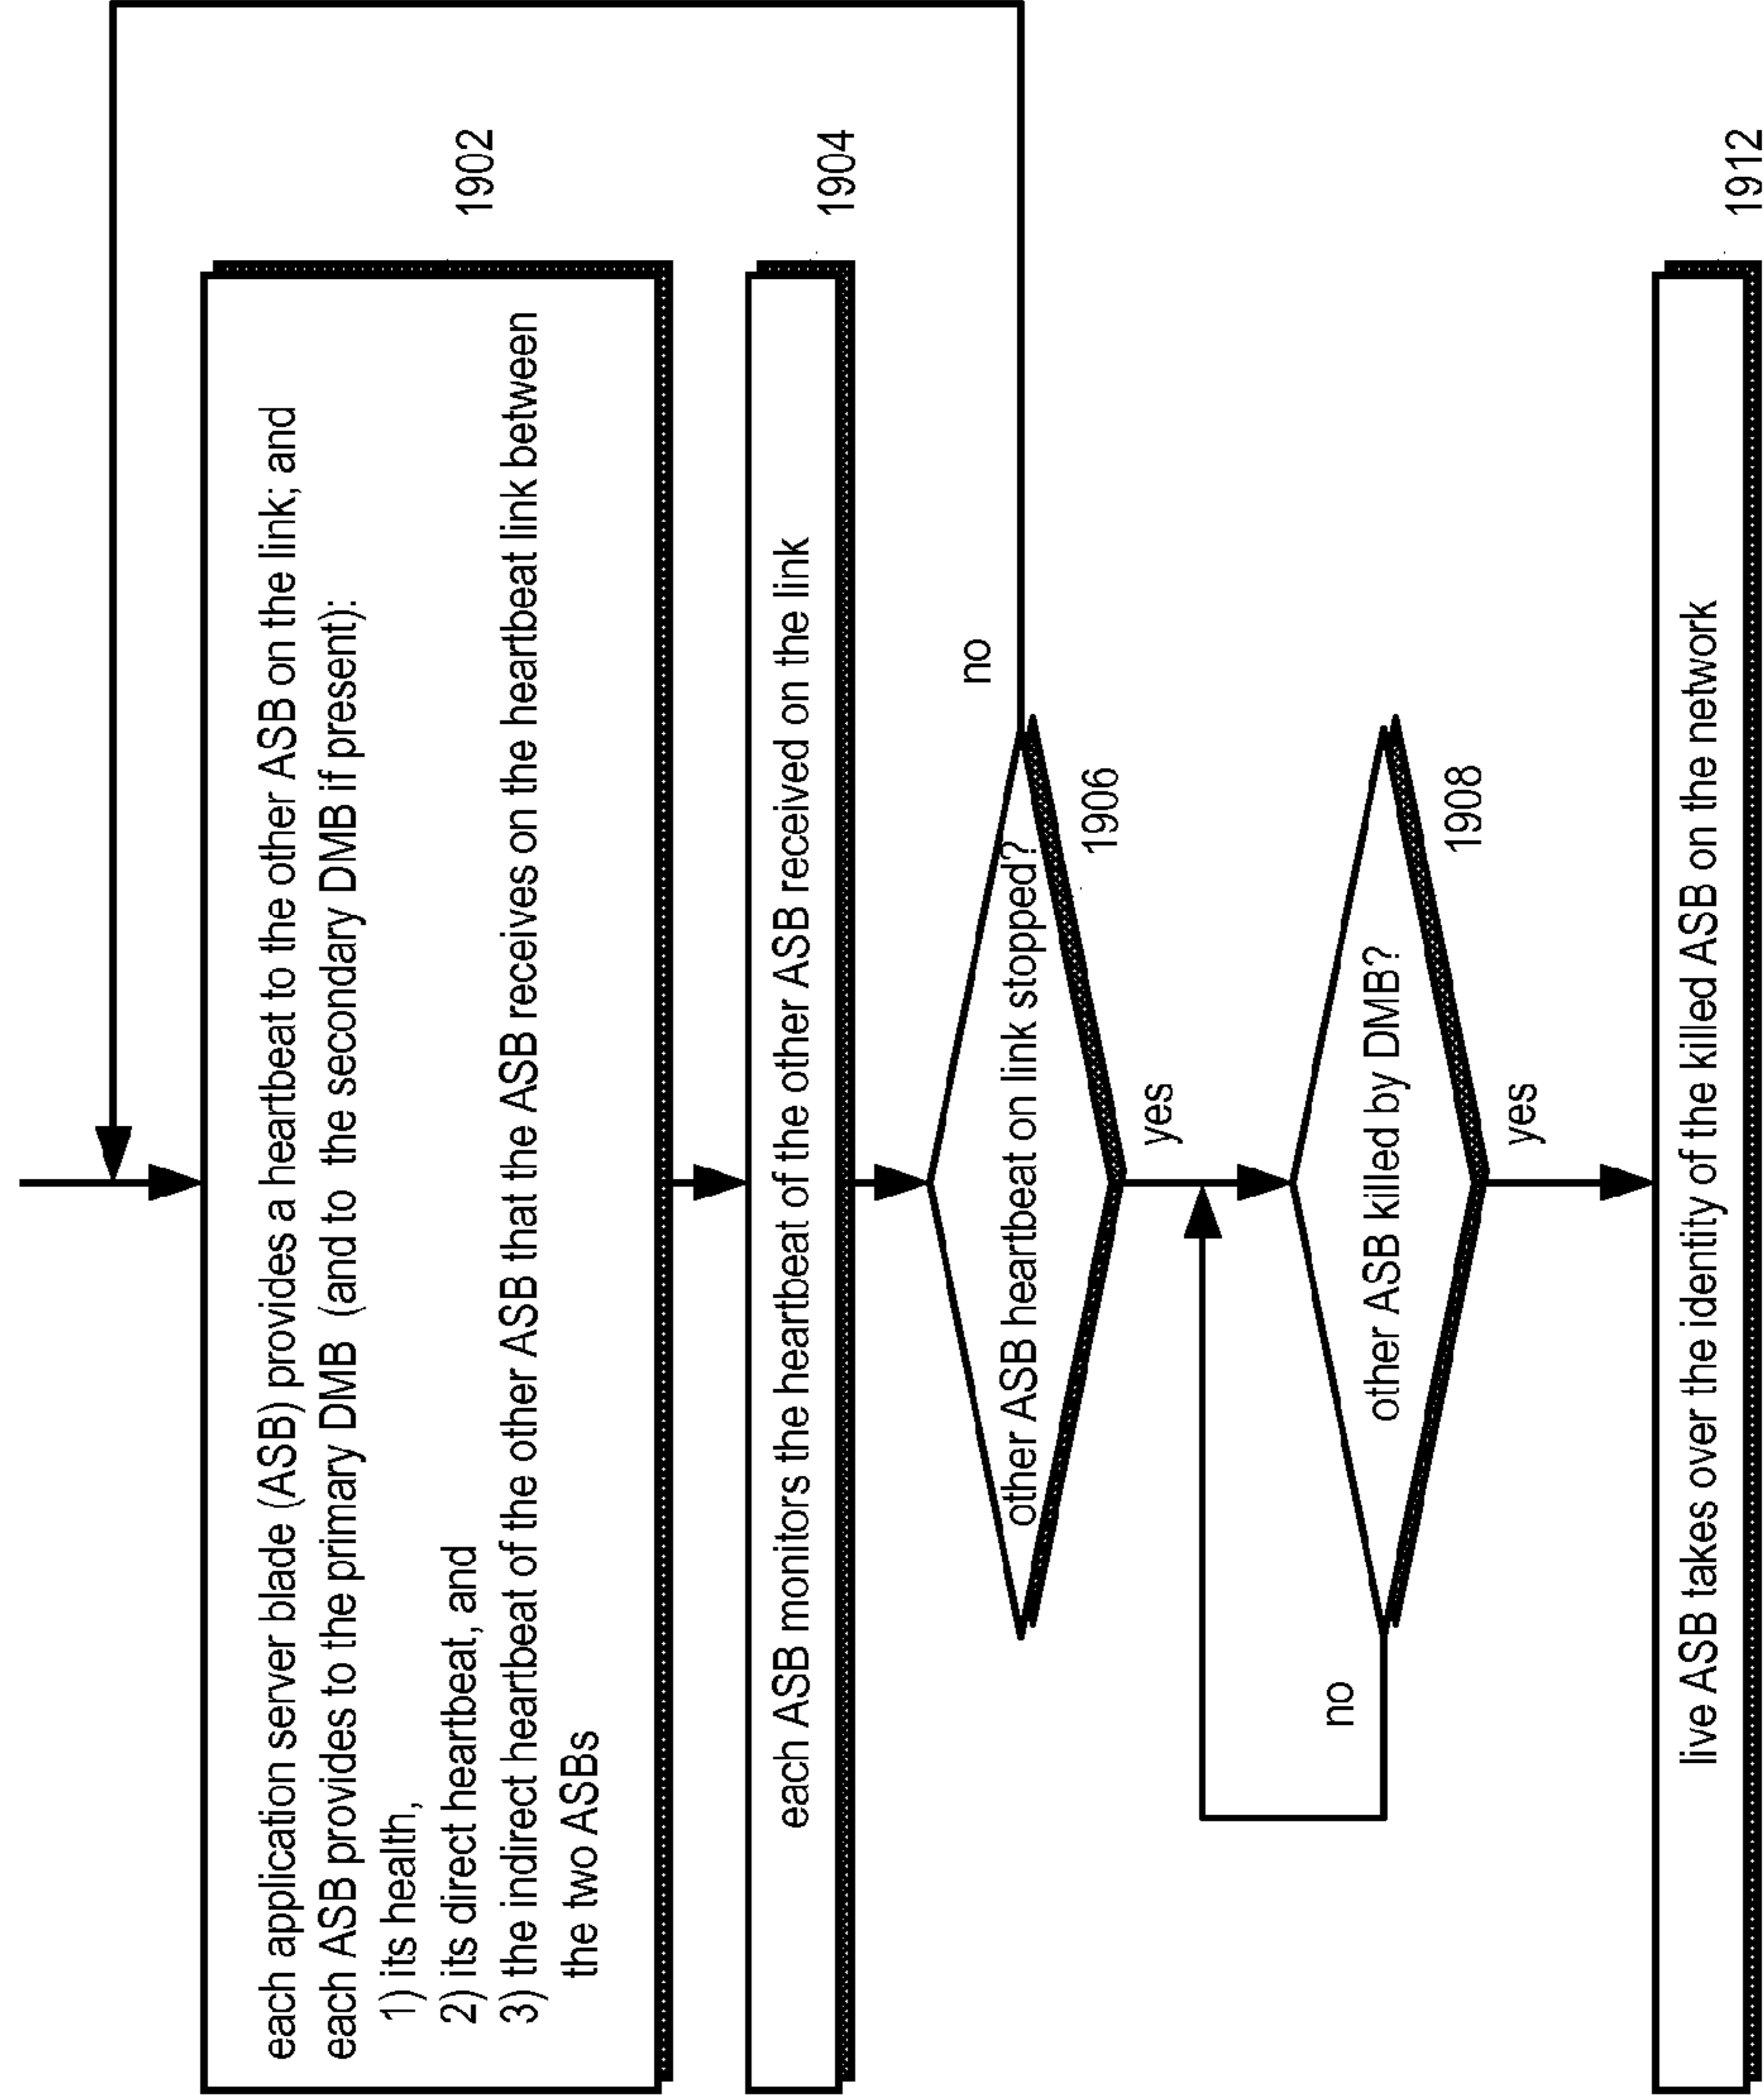 each application server blade (ASB) provides a heartbeat to the other ASB on the link; and
each ASB provides to the primary DMB (and to the secondary DMB if present):
1) its health,
2) its direct heartbeat, and
3) the indirect heartbeat of the other ASB that the ASB receives on the heartbeat link between
the two ASBs
1902
each ASB monitors the heartbeat of the other ASB received on the link
1904
other ASB heartbeat on link stopped?
no
1906
yes
other ASB killed by DMB?
no
1908
yes
live ASB takes over the identity of the killed ASB on the network
1912